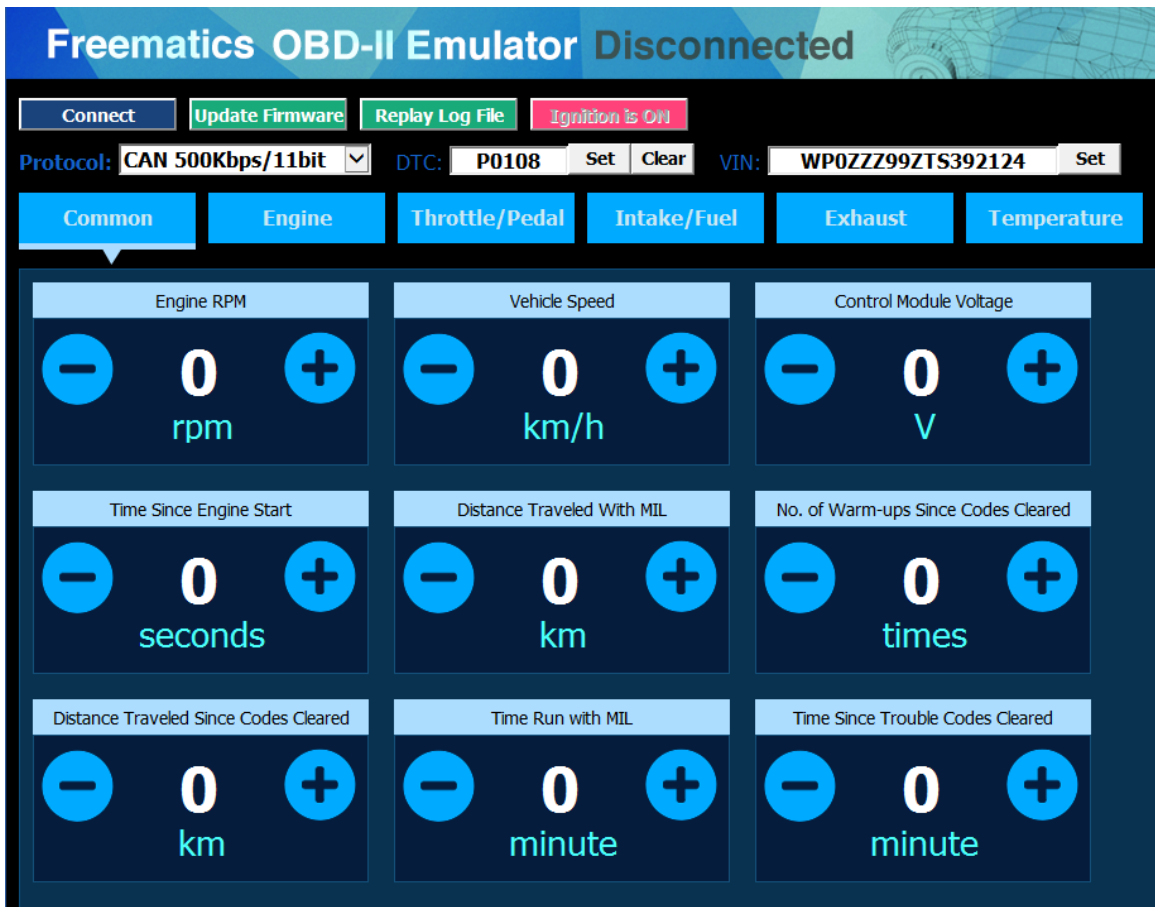 Freematics OBD-II Emulator Disconnected
Connect Update Firmware Replay Log File Ignition is ON
Protocol: CAN 500Kbps/11bit DTC: P0108 Set Clear VIN: WP0ZZZ99ZTS392124 Set
Common Engine Throttle/Pedal Intake/Fuel Exhaust Temperature
Engine RPM Vehicle Speed Control Module Voltage
0 0 0
rpm km/h V
Time Since Engine Start Distance Traveled With MIL No. of Warm-ups Since Codes Cleared
0 0 0
seconds km times
Distance Traveled Since Codes Cleared Time Run with MIL Time Since Trouble Codes Cleared
0 0 0
km minute minute